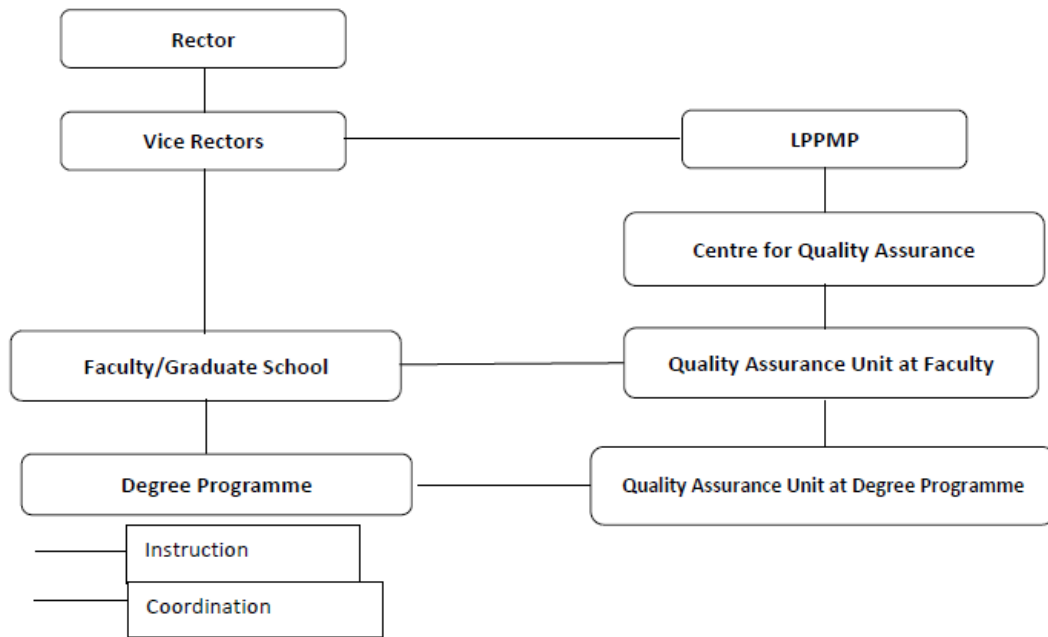 Rector
Vice Rectors
LPPMP
Centre for Quality Assurance
Faculty/Graduate School
Quality Assurance Unit at Faculty
Degree Programme
Quality Assurance Unit at Degree Programme
Instruction
Coordination